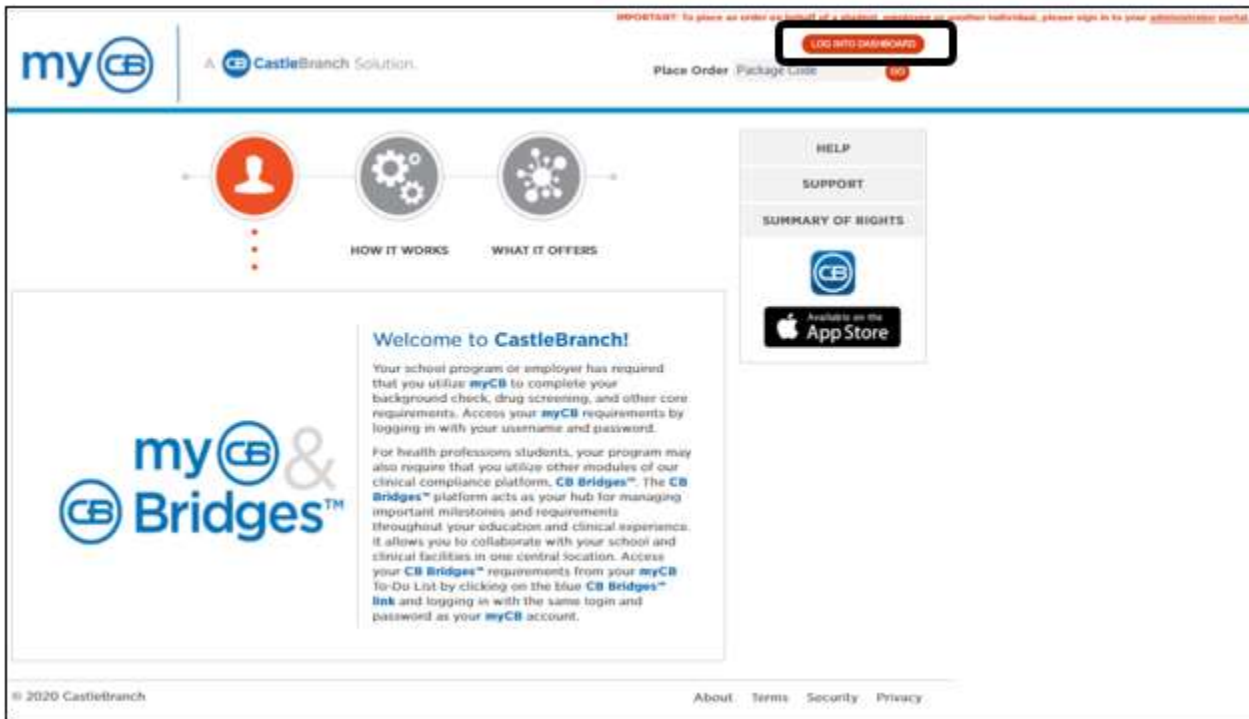 IMPORTANT: To place an order on behalf of a student, employee or another individual, please sign in to your administrator portal.
LOG INTO DASHBOARD
my CB
A CB CastleBranch Solution.
Place Order Package Code GO
HELP
SUPPORT
SUMMARY OF RIGHTS
HOW IT WORKS WHAT IT OFFERS
CB
Available on the
App Store
Welcome to CastleBranch!
Your school program or employer has required
that you utilize myCB to complete your
background check, drug screening, and other core
requirements. Access your myCB requirements by
logging in with your username and password.
For health professions students, your program may
also require that you utilize other modules of our
clinical compliance platform, CB Bridges™. The CB
Bridges™ platform acts as your hub for managing
important milestones and requirements
throughout your education and clinical experience.
It allows you to collaborate with your school and
clinical facilities in one central location. Access
your CB Bridges™ requirements from your myCB
To-Do List by clicking on the blue CB Bridges™
link and logging in with the same login and
password as your myCB account.
my CB &
CB Bridges™
© 2020 CastleBranch
About Terms Security Privacy